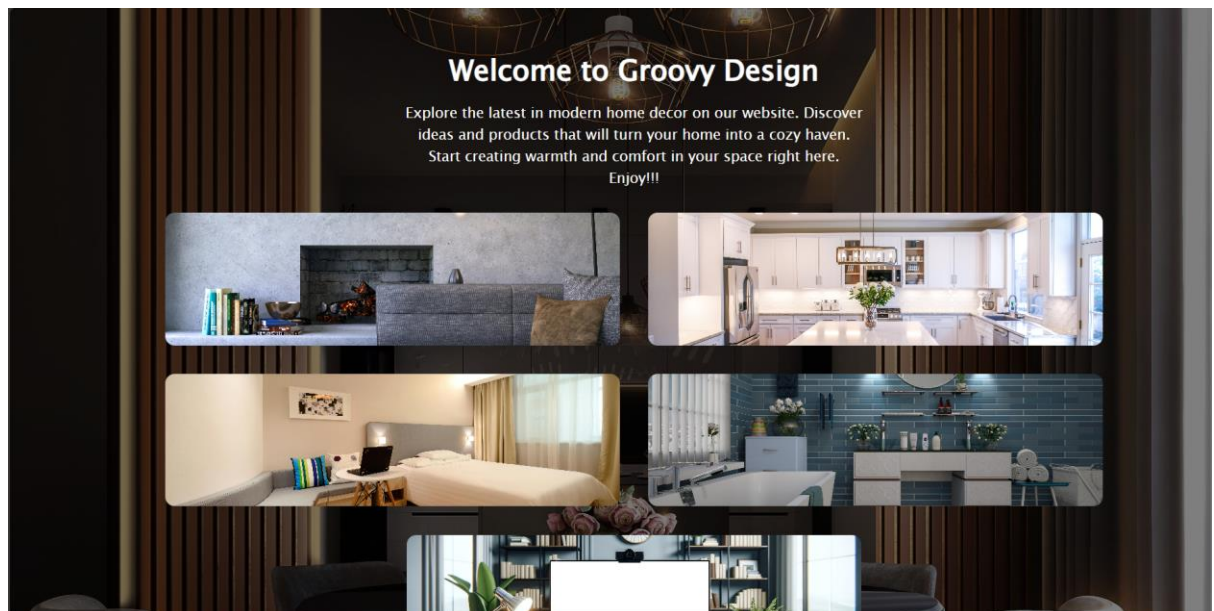 Welcome to Groovy Design
Explore the latest in modern home decor on our website. Discover
ideas and products that will turn your home into a cozy haven.
Start creating warmth and comfort in your space right here.
Enjoy!!!